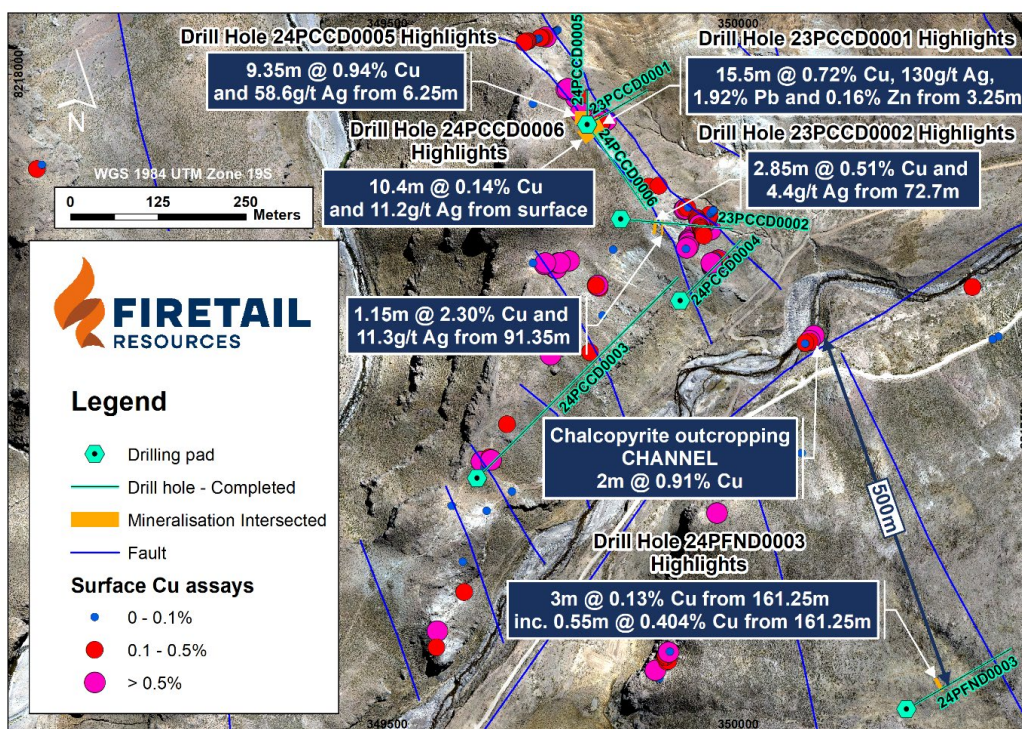 349500
350000
8218000
Drill Hole 24PCCD0005 Highlights
9.35m @ 0.94% Cu
and 58.6g/t Ag from 6.25m
24PCCD0005
23PCCD0001
Drill Hole 23PCCD0001 Highlights
15.5m @ 0.72% Cu, 130g/t Ag,
1.92% Pb and 0.16% Zn from 3.25m
Drill Hole 24PCCD0006
Highlights
10.4m @ 0.14% Cu
and 11.2g/t Ag from surface
24PCCD0006
Drill Hole 23PCCD0002 Highlights
2.85m @ 0.51% Cu and
4.4g/t Ag from 72.7m
23PCCD0002
24PCCD0004
N
WGS 1984 UTM Zone 19S
0 125 250
Meters
FIRETAIL
RESOURCES
1.15m @ 2.30% Cu and
11.3g/t Ag from 91.35m
24PCCD0003
Legend
Drilling pad
Drill hole - Completed
Mineralisation Intersected
Fault
Surface Cu assays
0 - 0.1%
0.1 - 0.5%
> 0.5%
Chalcopyrite outcropping
CHANNEL
2m @ 0.91% Cu
500m
Drill Hole 24PFND0003
Highlights
3m @ 0.13% Cu from 161.25m
inc. 0.55m @ 0.404% Cu from 161.25m
24PFND0003
349500
350000